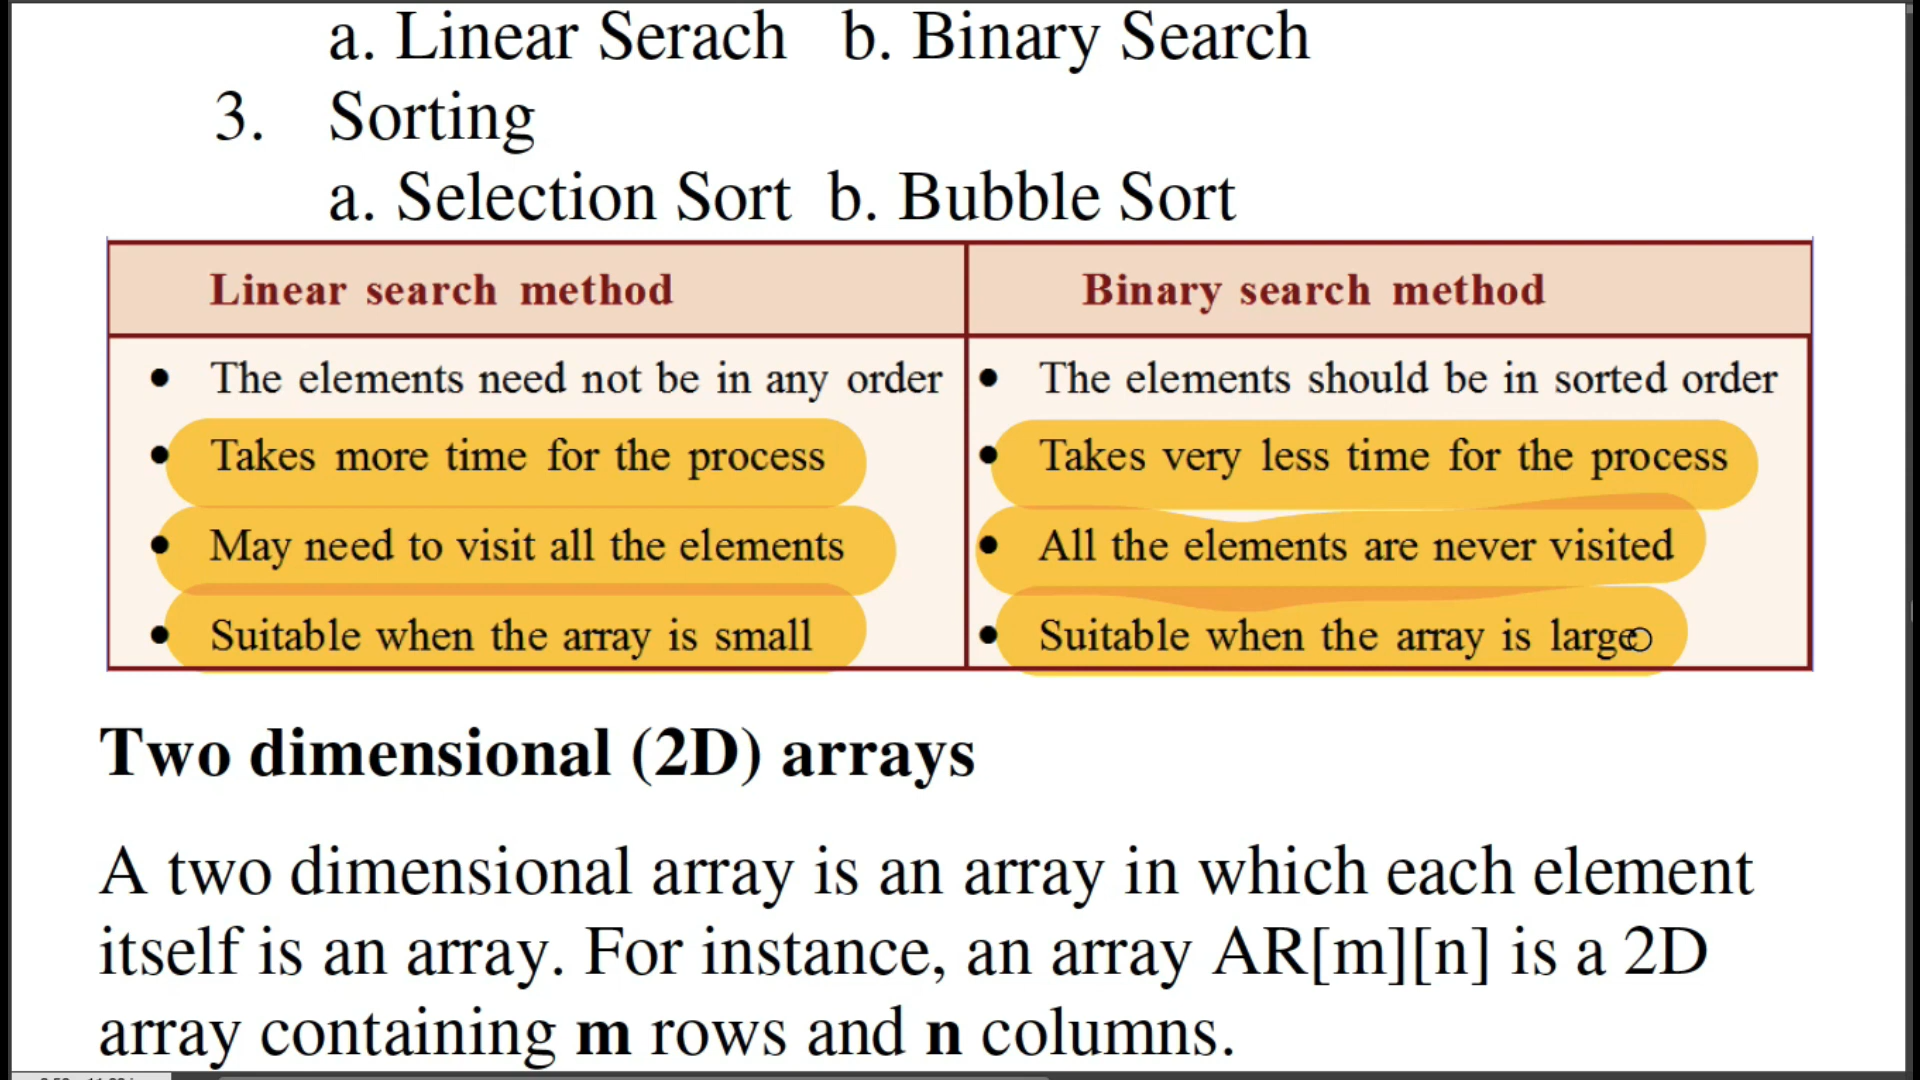 a. Linear Serach b. Binary Search
3. Sorting
a. Selection Sort b. Bubble Sort
Linear search method
Binary search method
• The elements need not be in any order
• Takes more time for the process
• May need to visit all the elements
• Suitable when the array is small
• The elements should be in sorted order
• Takes very less time for the process
• All the elements are never visited
• Suitable when the array is large
Two dimensional (2D) arrays
A two dimensional array is an array in which each element
itself is an array. For instance, an array AR[m][n] is a 2D
array containing m rows and n columns.